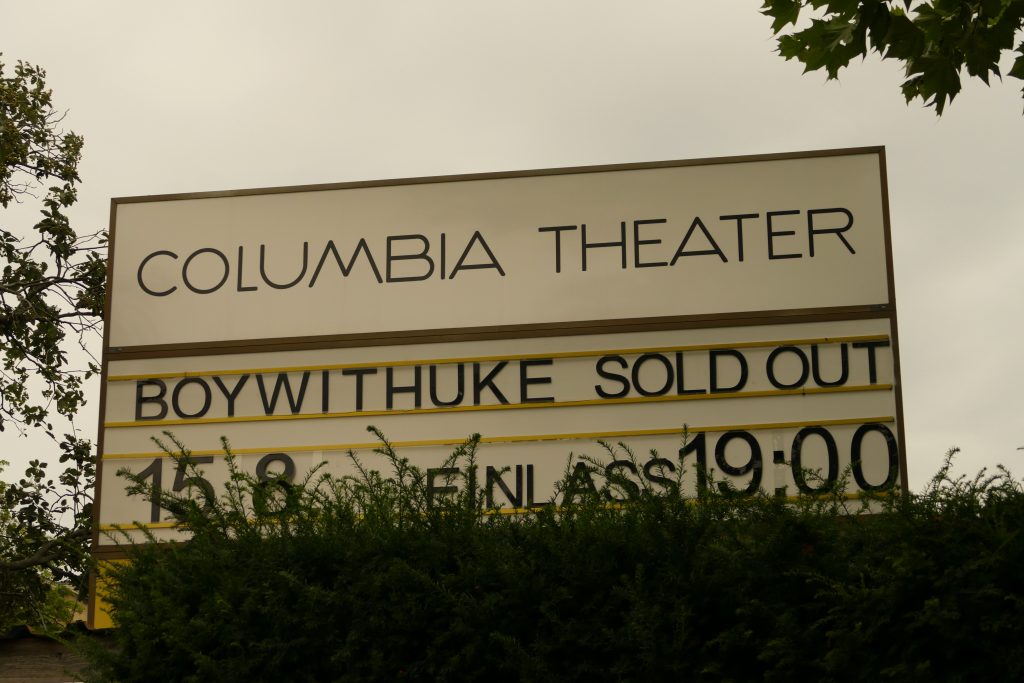 COLUMBIA THEATER
BOYWITHUKE SOLD OUT
15.8 EINLASS 19:00